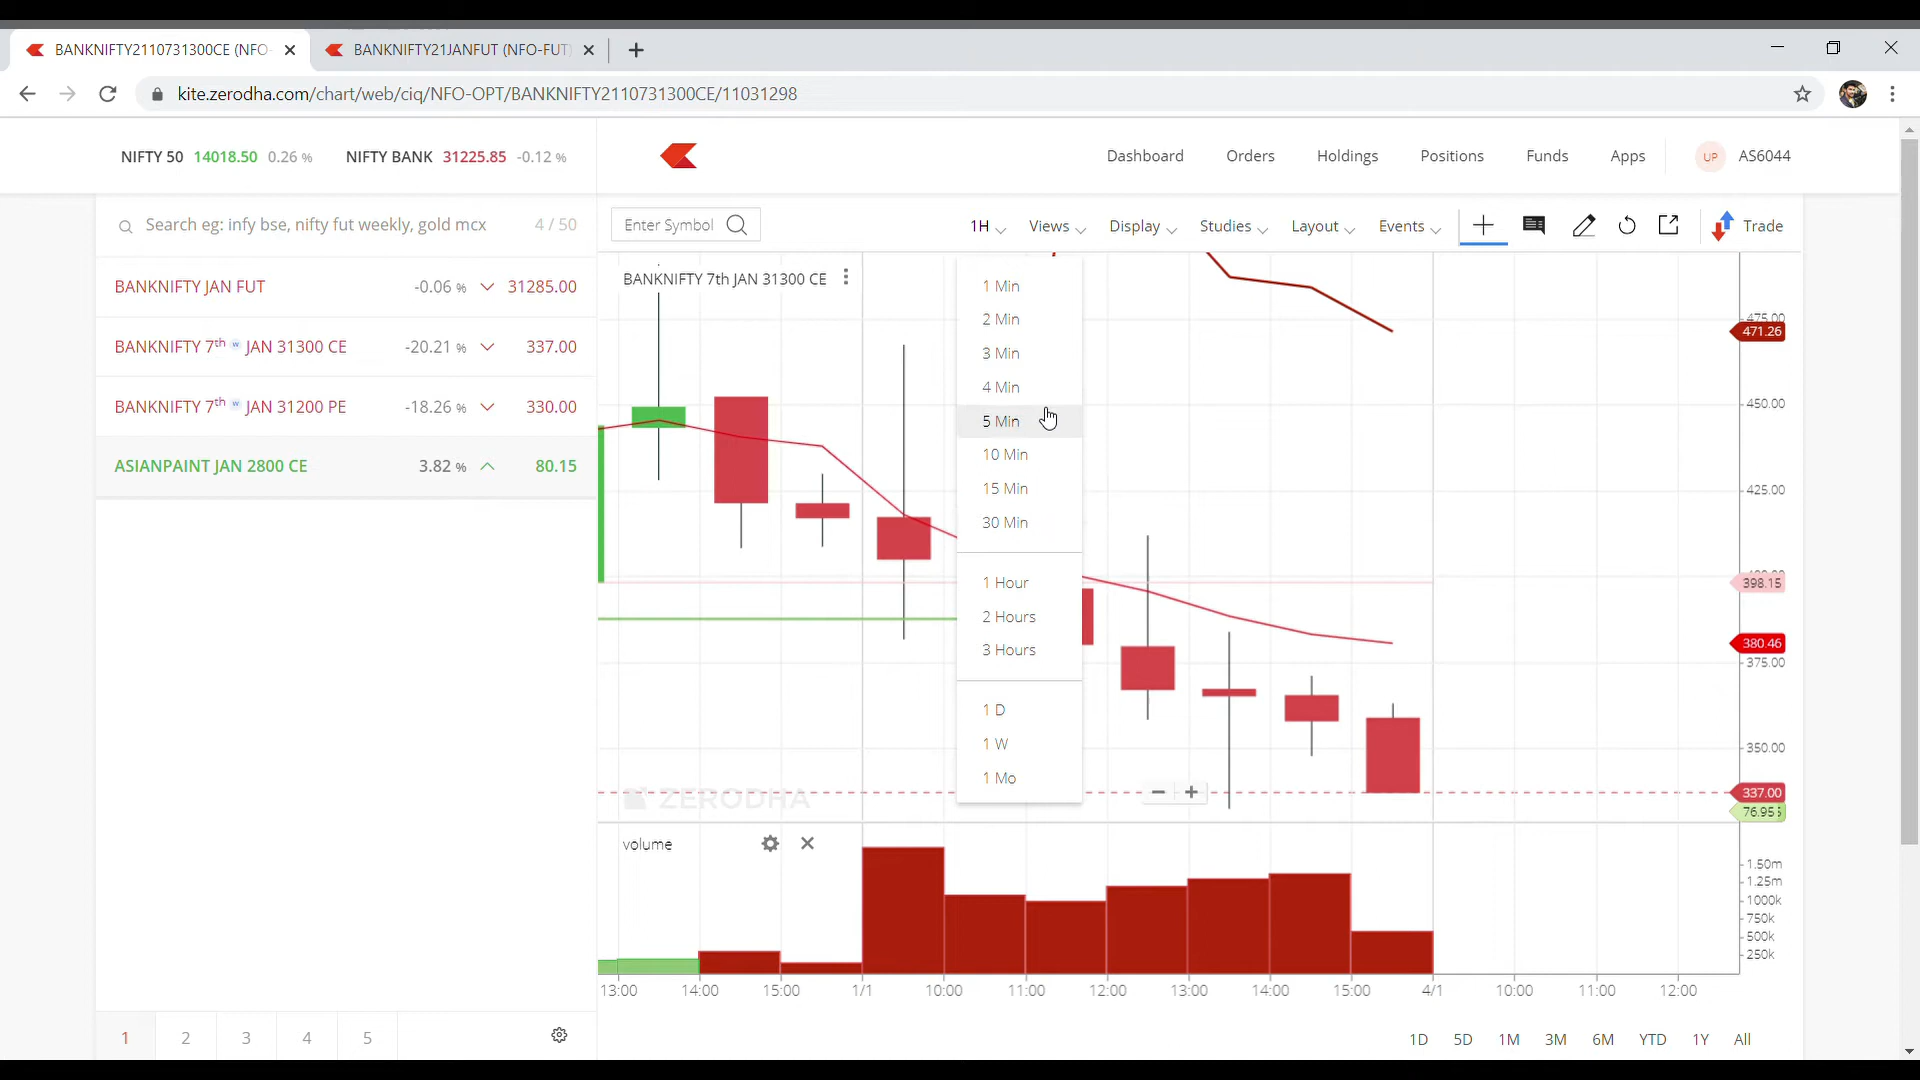 BANKNIFTY2110731300CE (NFO-
BANKNIFTY21JANFUT (NFO-FUT)
kite.zerodha.com/chart/web/ciq/NFO-OPT/BANKNIFTY2110731300CE/11031298
NIFTY 50 14018.50 0.26 % NIFTY BANK 31225.85 -0.12 %
Dashboard Orders Holdings Positions Funds Apps UP AS6044
Search eg: infy bse, nifty fut weekly, gold mcx 4 / 50
Enter Symbol 1H Views Display Studies Layout Events Trade
BANKNIFTY JAN FUT -0.06 % 31285.00
BANKNIFTY 7th w JAN 31300 CE -20.21 % 337.00
BANKNIFTY 7th w JAN 31200 PE -18.26 % 330.00
ASIANPAINT JAN 2800 CE 3.82 % 80.15
BANKNIFTY 7th JAN 31300 CE
1 Min
2 Min
3 Min
4 Min
5 Min
10 Min
15 Min
30 Min
1 Hour
2 Hours
3 Hours
1 D
1 W
1 Mo
475.00
471.26
450.00
425.00
398.15
380.46
375.00
350.00
337.00
ZERODHA
volume
1.50m
1.25m
1000k
750k
500k
250k
13:00 14:00 15:00 1/1 10:00 11:00 12:00 13:00 14:00 15:00 4/1 10:00 11:00 12:00
1 2 3 4 5
1D 5D 1M 3M 6M YTD 1Y All